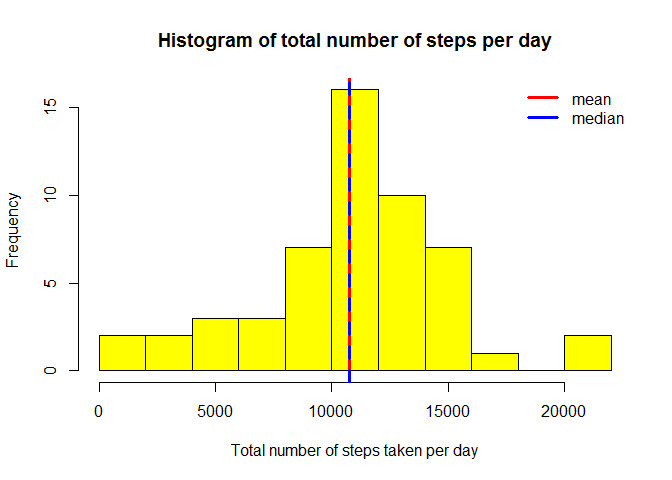 Histogram of total number of steps per day
mean
median
Frequency
15
10
5
0
0 5000 10000 15000 20000
Total number of steps taken per day